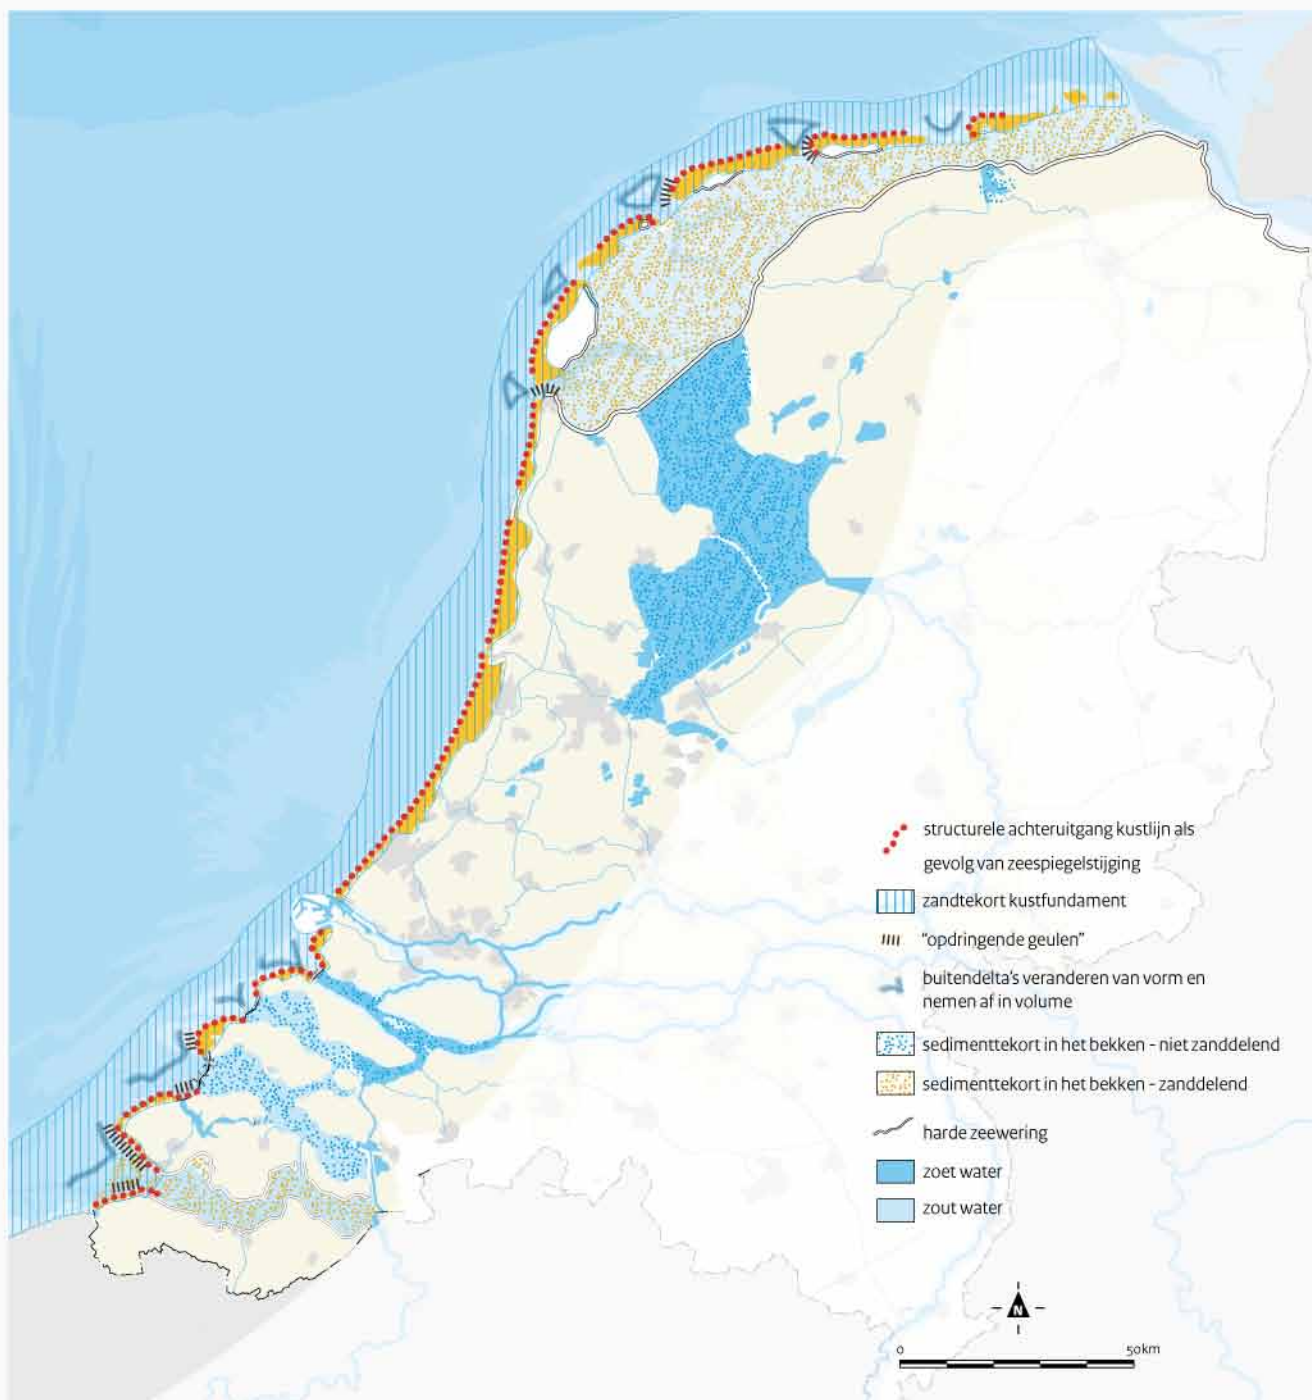 structurele achteruitgang kustlijn als
gevolg van zeespiegelstijging
zandtekort kustfundament
"opdringende geulen"
buitendelta's veranderen van vorm en
nemen af in volume
sedimenttekort in het bekken - niet zanddelend
sedimenttekort in het bekken - zanddelend
harde zeewering
zoet water
zout water
N
0 50km